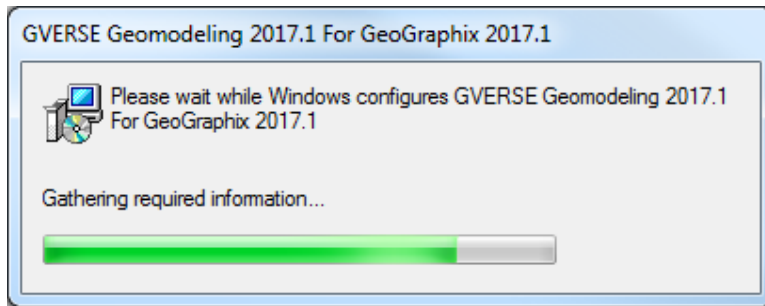 GVERSE Geomodeling 2017.1 For GeoGraphix 2017.1
Please wait while Windows configures GVERSE Geomodeling 2017.1
For GeoGraphix 2017.1
Gathering required information...